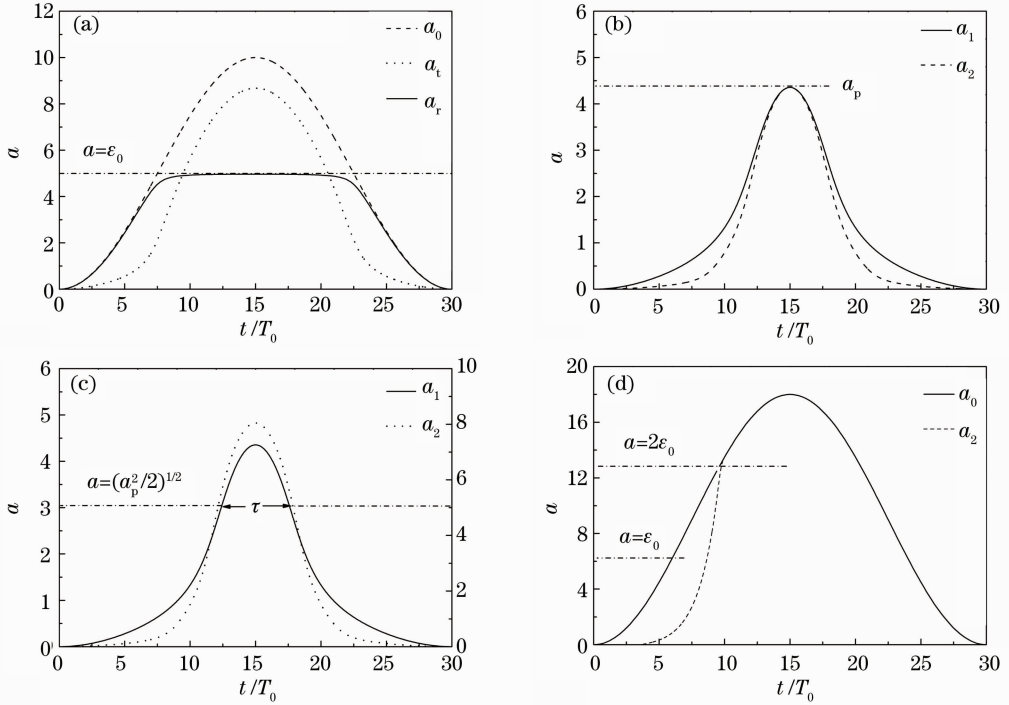 (a)
a₀
aₜ
aᵣ
a=ε₀
12
10
8
6
4
2
0
a
0 5 10 15 20 25 30
t/T₀
(b)
a₁
a₂
aₚ
6
5
4
3
2
1
0
a
0 5 10 15 20 25 30
t/T₀
(c)
a₁
a₂
a=(aₚ²/2)¹/²
τ
6
5
4
3
2
1
0
a
10
8
6
4
2
0
0 5 10 15 20 25 30
t/T₀
(d)
a₀
a₂
a=2ε₀
a=ε₀
20
16
12
8
4
0
a
0 5 10 15 20 25 30
t/T₀